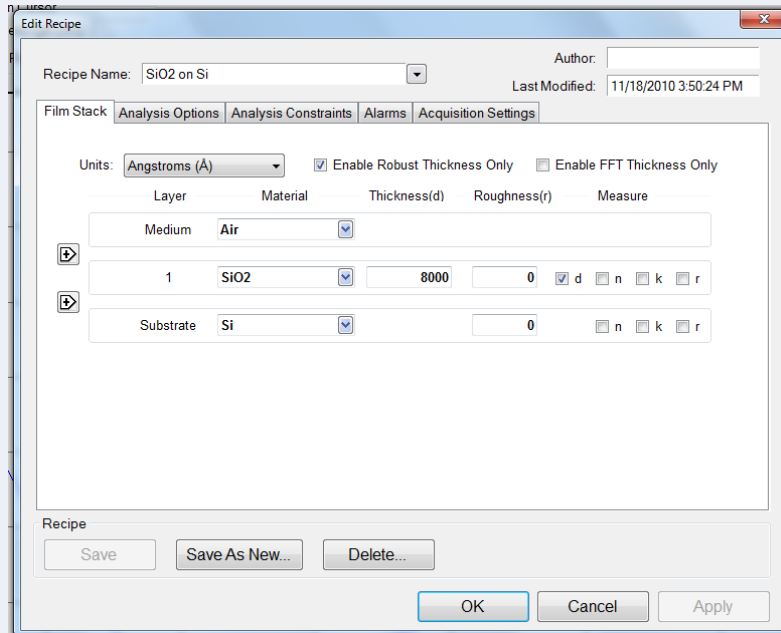 Cursor
Edit Recipe
Author:
Recipe Name: SiO2 on Si
Last Modified: 11/18/2010 3:50:24 PM
Film Stack Analysis Options Analysis Constraints Alarms Acquisition Settings
Units: Angstroms (Å) Enable Robust Thickness Only Enable FFT Thickness Only
Layer Material Thickness(d) Roughness(r) Measure
Medium Air
1 SiO2 8000 0 d n k r
Substrate Si 0 n k r
Recipe
Save Save As New... Delete...
OK Cancel Apply